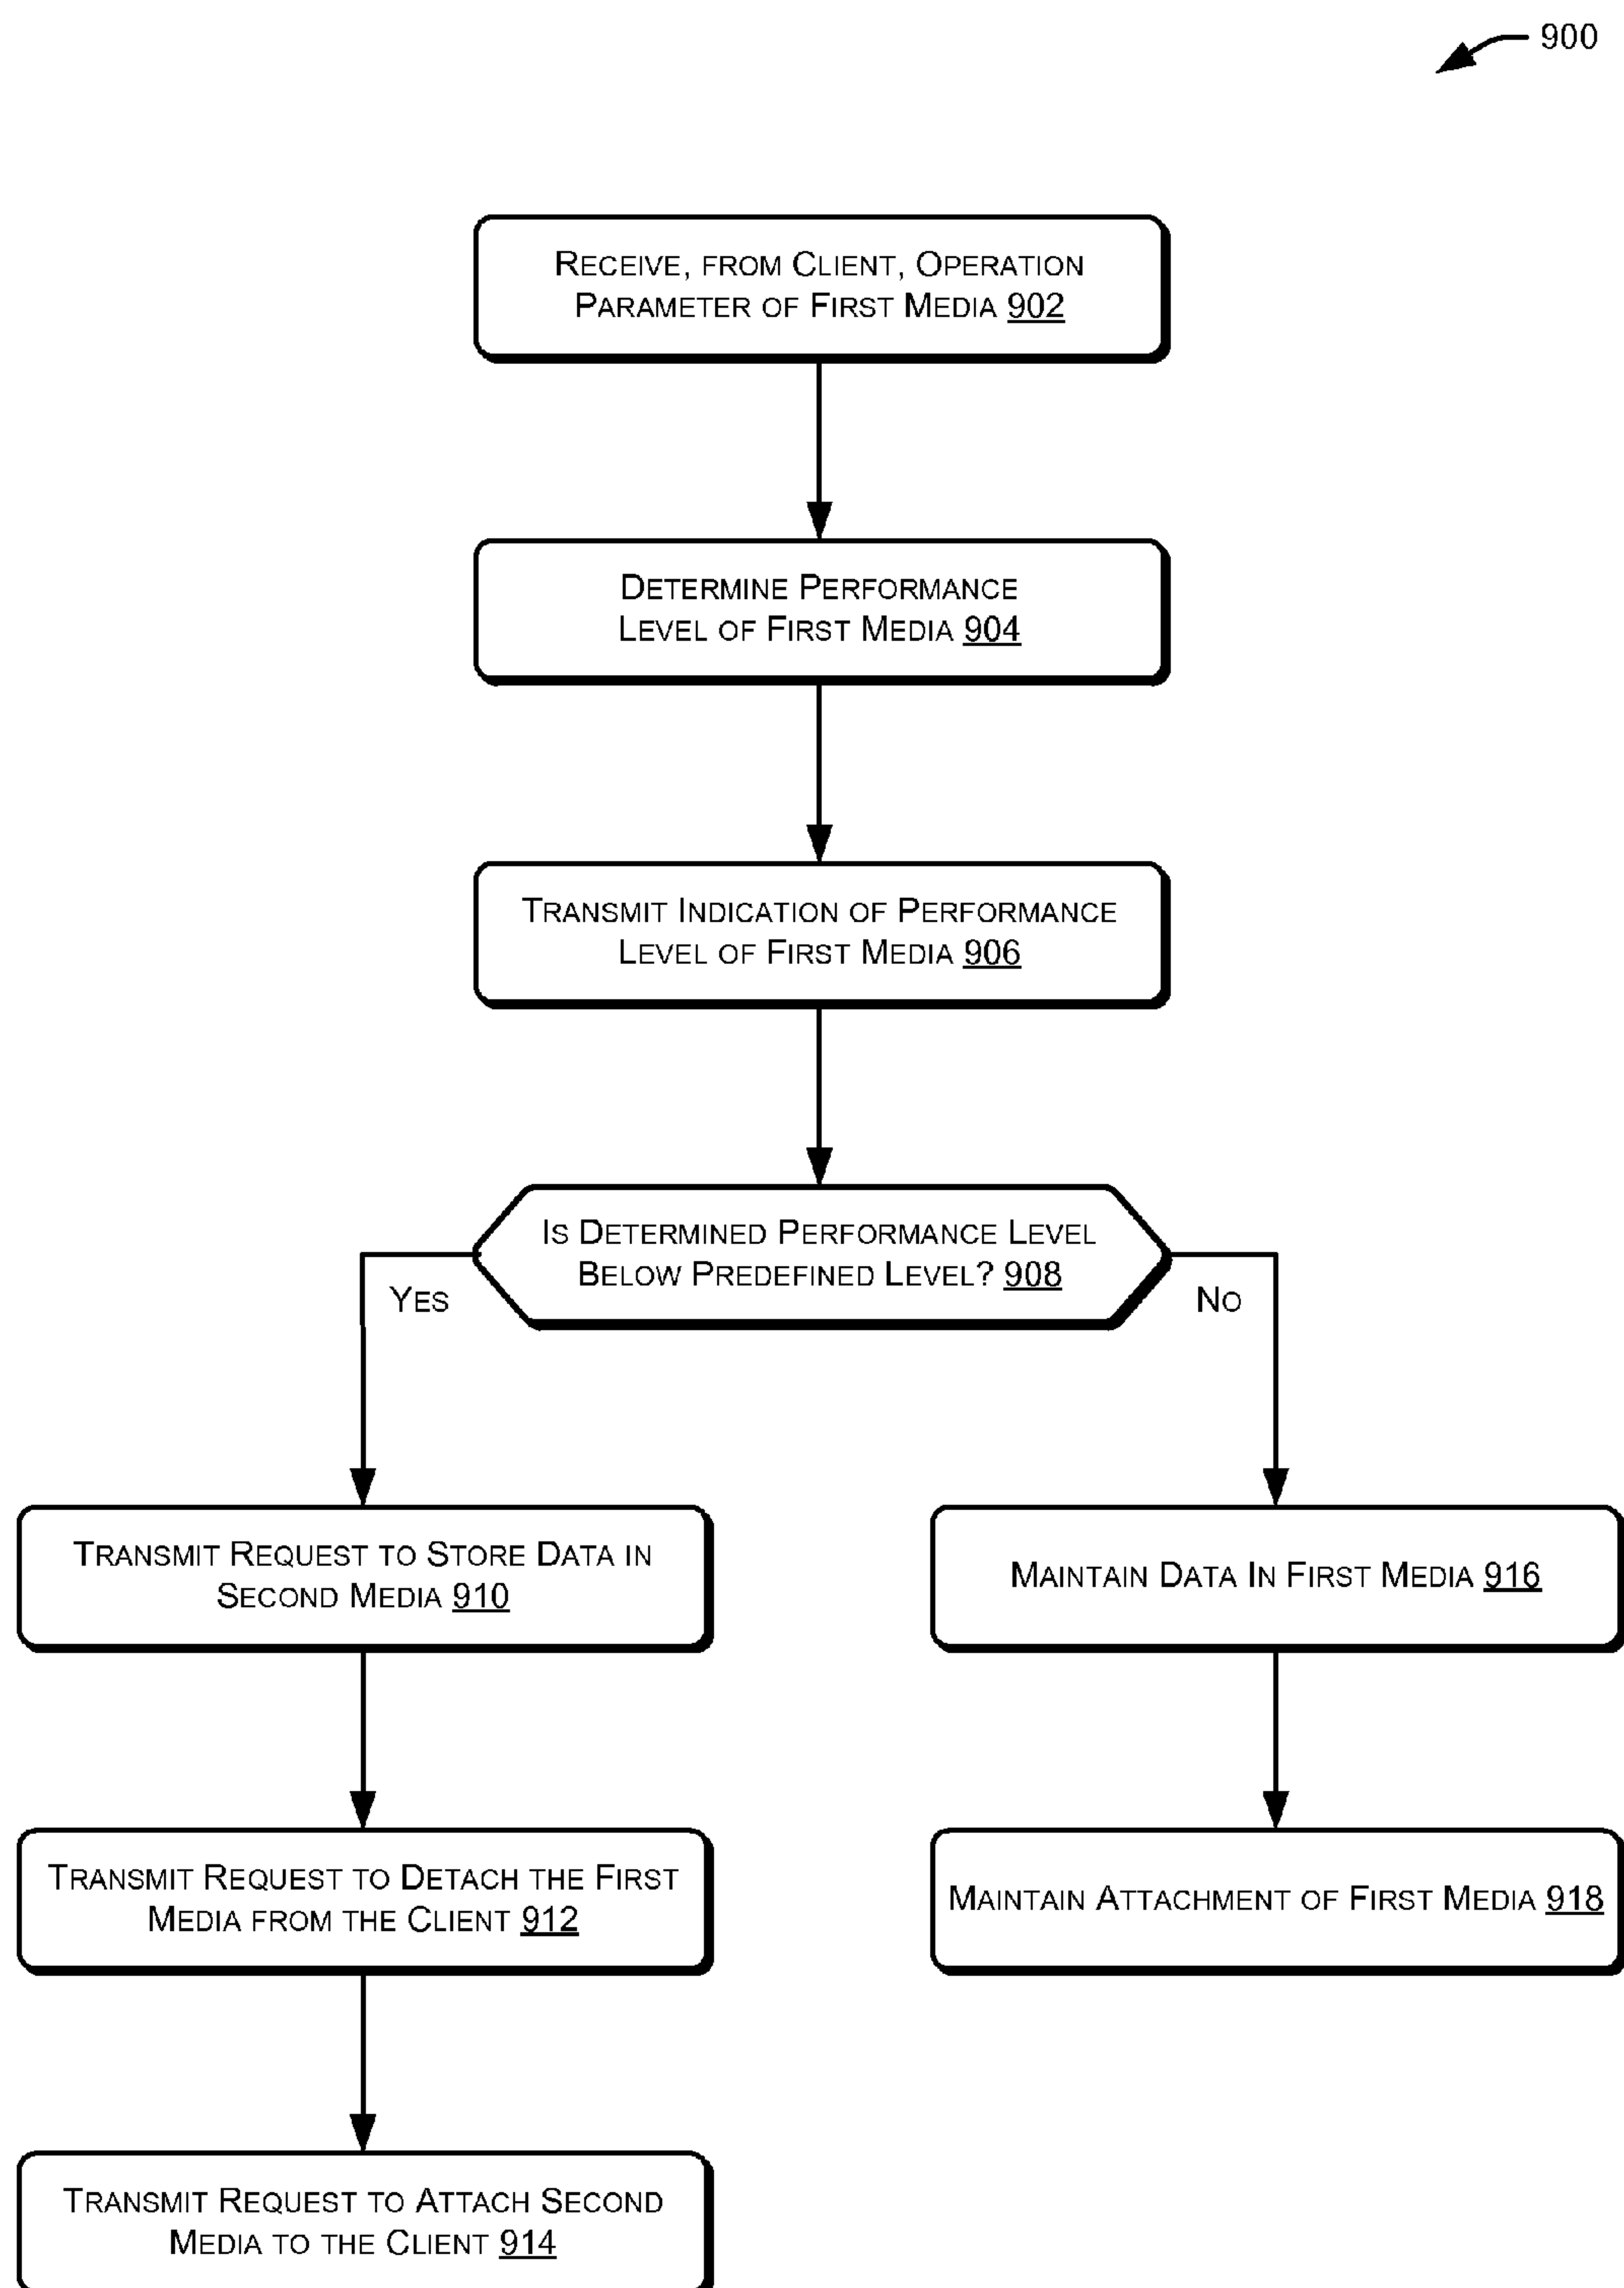 900
RECEIVE, FROM CLIENT, OPERATION
PARAMETER OF FIRST MEDIA 902
DETERMINE PERFORMANCE
LEVEL OF FIRST MEDIA 904
TRANSMIT INDICATION OF PERFORMANCE
LEVEL OF FIRST MEDIA 906
IS DETERMINED PERFORMANCE LEVEL
BELOW PREDEFINED LEVEL? 908
YES
NO
TRANSMIT REQUEST TO STORE DATA IN
SECOND MEDIA 910
MAINTAIN DATA IN FIRST MEDIA 916
TRANSMIT REQUEST TO DETACH THE FIRST
MEDIA FROM THE CLIENT 912
MAINTAIN ATTACHMENT OF FIRST MEDIA 918
TRANSMIT REQUEST TO ATTACH SECOND
MEDIA TO THE CLIENT 914